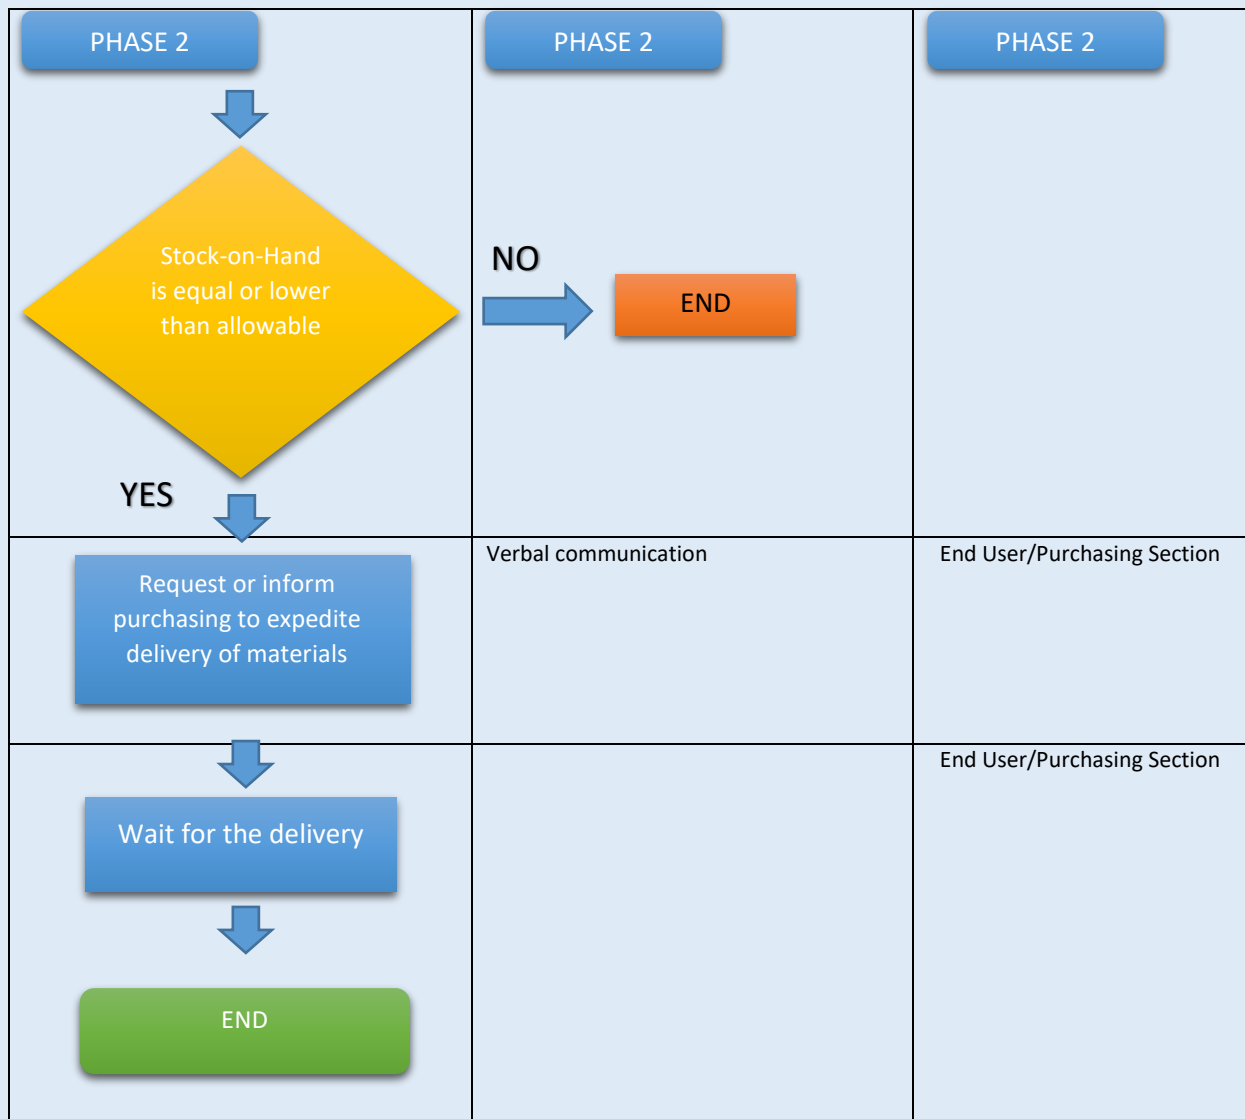 PHASE 2
PHASE 2
PHASE 2
Stock-on-Hand
is equal or lower
than allowable
NO
END
YES
Request or inform
purchasing to expedite
delivery of materials
Verbal communication
End User/Purchasing Section
Wait for the delivery
End User/Purchasing Section
END